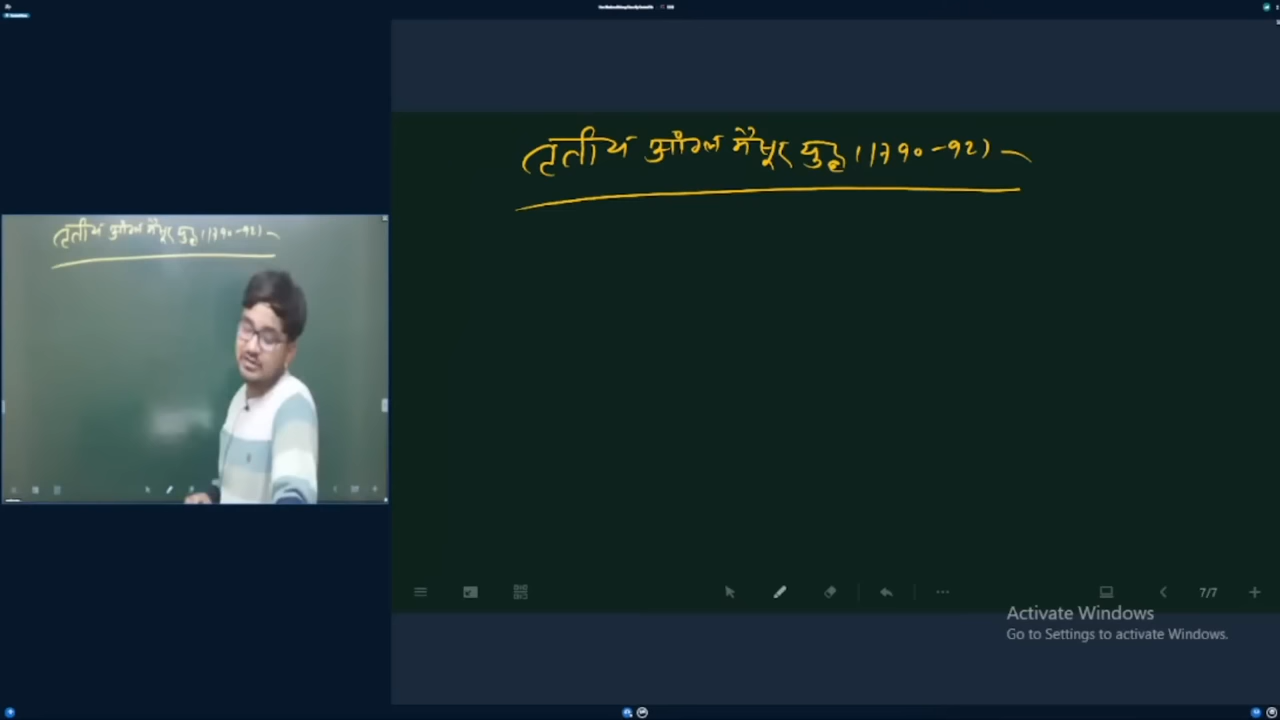 तृतीय आँग्ल मैसूर युद्ध (1790-92) -
तृतीय आँग्ल मैसूर युद्ध (1790-92) -
7/7
Activate Windows
Go to Settings to activate Windows.